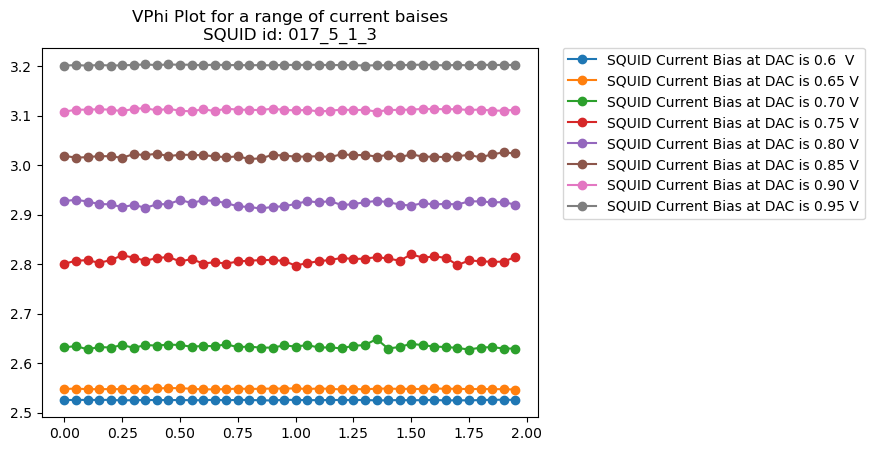 VPhi Plot for a range of current baises
SQUID id: 017_5_1_3
3.2
3.1
3.0
2.9
2.8
2.7
2.6
2.5
0.00 0.25 0.50 0.75 1.00 1.25 1.50 1.75 2.00
SQUID Current Bias at DAC is 0.6  V
SQUID Current Bias at DAC is 0.65 V
SQUID Current Bias at DAC is 0.70 V
SQUID Current Bias at DAC is 0.75 V
SQUID Current Bias at DAC is 0.80 V
SQUID Current Bias at DAC is 0.85 V
SQUID Current Bias at DAC is 0.90 V
SQUID Current Bias at DAC is 0.95 V